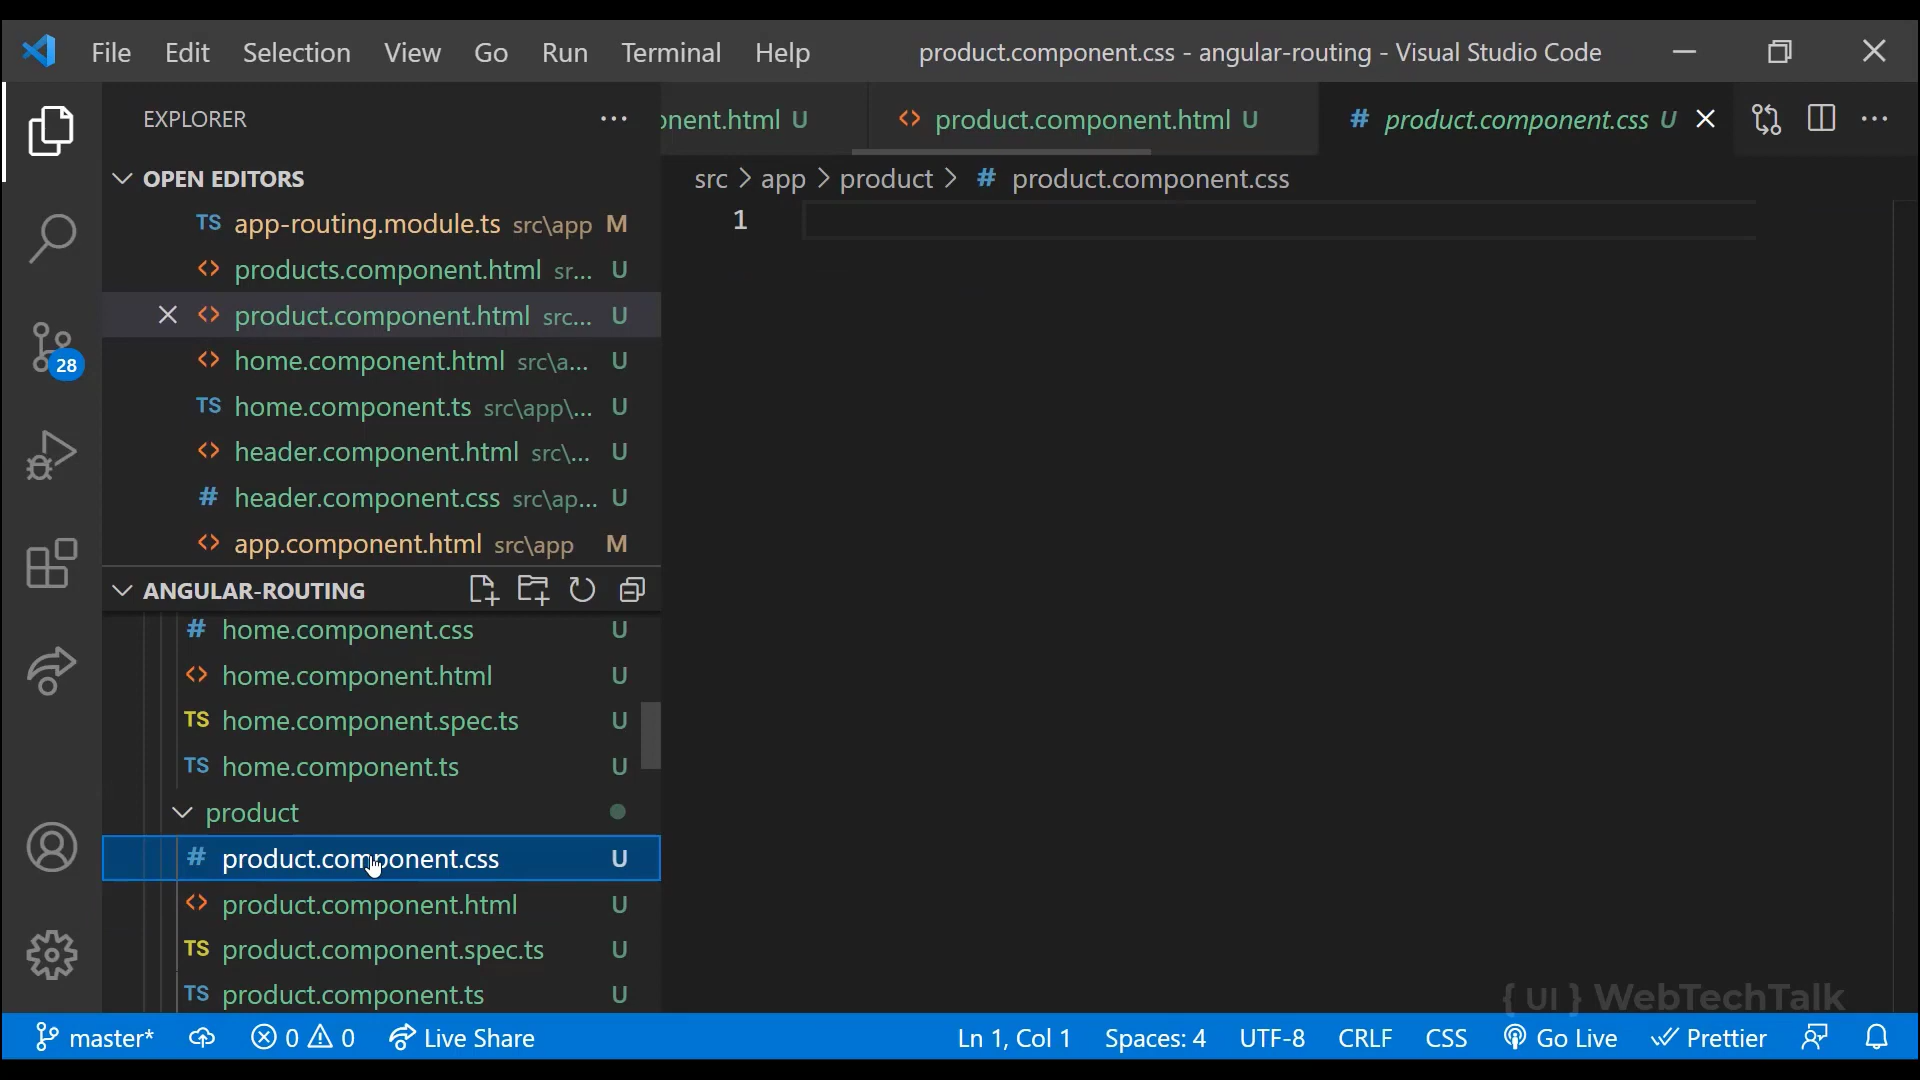 File Edit Selection View Go Run Terminal Help product.component.css - angular-routing - Visual Studio Code
EXPLORER
onent.html U
<> product.component.html U
# product.component.css U
OPEN EDITORS
src > app > product > # product.component.css
1
TS app-routing.module.ts src\app M
<> products.component.html sr... U
<> product.component.html src... U
<> home.component.html src\a... U
TS home.component.ts src\app\... U
<> header.component.html src\... U
# header.component.css src\ap... U
<> app.component.html src\app M
28
ANGULAR-ROUTING
# home.component.css U
<> home.component.html U
TS home.component.spec.ts U
TS home.component.ts U
product
# product.component.css U
<> product.component.html U
TS product.component.spec.ts U
TS product.component.ts U
{ UI } WebTechTalk
master* 0 0 Live Share Ln 1, Col 1 Spaces: 4 UTF-8 CRLF CSS Go Live Prettier